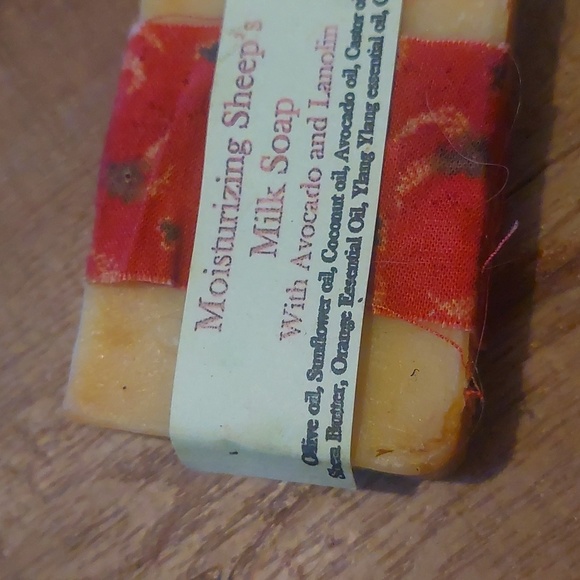 Moisturizing Sheep's
Milk Soap
With Avocado and Lanolin
Olive oil, Sunflower oil, Coconut oil, Avocado oil, Castor
Shea Butter, Orange Essential Oil, Ylang Ylang essential oil,